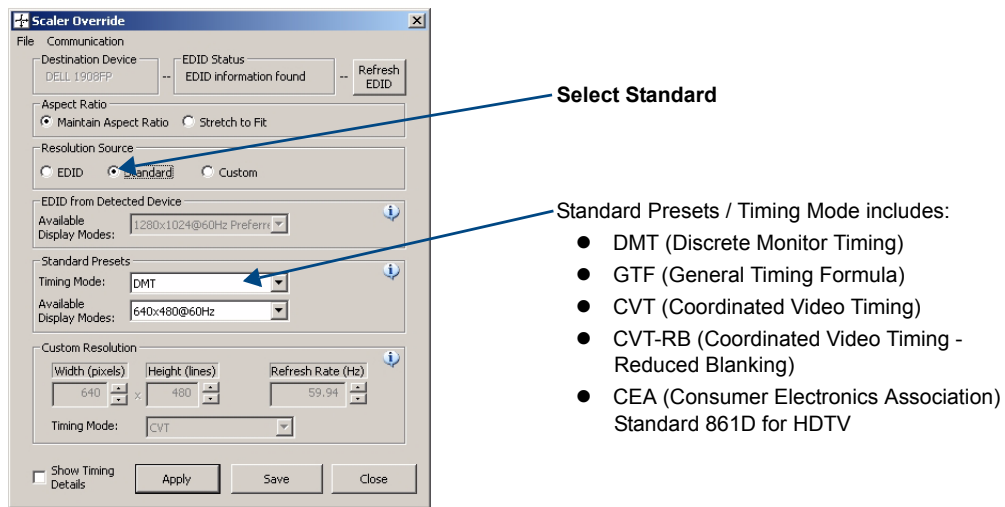 Scaler Override
File Communication
Destination Device
DELL 1908FP
--
EDID Status
EDID information found
--
Refresh
EDID
Aspect Ratio
Maintain Aspect Ratio Stretch to Fit
Resolution Source
EDID Standard Custom
EDID from Detected Device
Available
Display Modes:
1280x1024@60Hz Preferre
Standard Presets
Timing Mode: DMT
Available
Display Modes:
640x480@60Hz
Custom Resolution
Width (pixels) Height (lines) Refresh Rate (Hz)
640 x 480 59.94
Timing Mode: CVT
Show Timing
Details
Apply Save Close
Select Standard
Standard Presets / Timing Mode includes:
● DMT (Discrete Monitor Timing)
● GTF (General Timing Formula)
● CVT (Coordinated Video Timing)
● CVT-RB (Coordinated Video Timing -
Reduced Blanking)
● CEA (Consumer Electronics Association)
Standard 861D for HDTV